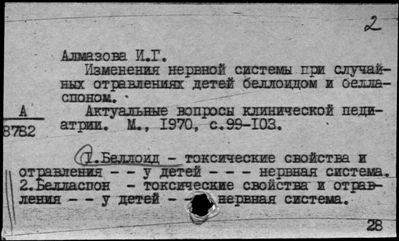 2
Алмазова И.Г.
Изменения нервной системы при случай-
ных отравлениях детей беллоидом и белла-
споном.
А
8782
Актуальные вопросы клинической педи-
атрии. М., 1970, с.99-103.
1.Беллоид - токсические свойства и
отравления - - у детей - - - нервная система.
2.Белласпон - токсические свойства и отрав-
ления - - у детей - - - нервная система.
28